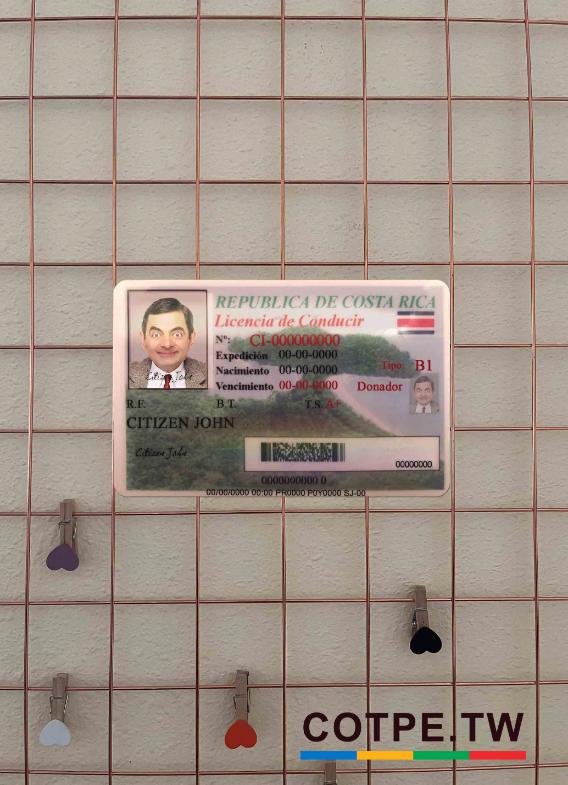 REPUBLICA DE COSTA RICA
Licencia de Conducir
Nº: CI-000000000
Expedición 00-00-0000
Nacimiento 00-00-0000
Tipo: B1
Vencimiento 00-00-0000
Donador
Citizen John
R.F. B.T. T.S. A+
CITIZEN JOHN
Citizen John
00000000
0000000000 0
00/00/0000 00:00 PR0000 P0Y0000 SJ-00
COTPE.TW